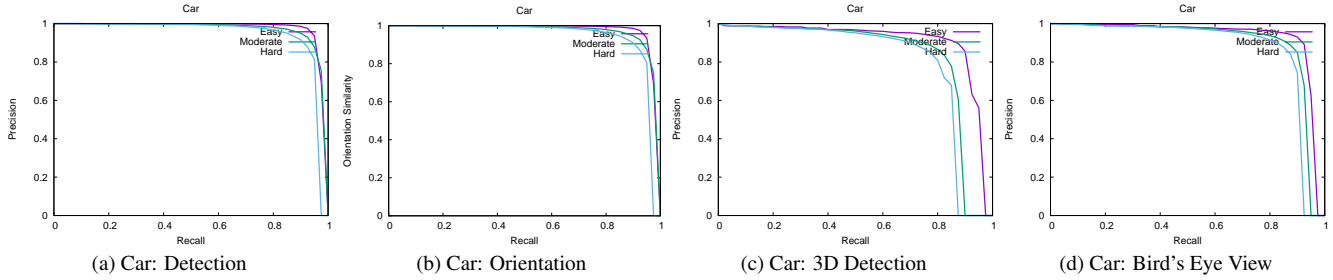 Car
Precision
1
0.8
0.6
0.4
0.2
0
0 0.2 0.4 0.6 0.8 1
Recall
Easy
Moderate
Hard
(a) Car: Detection
Car
Orientation Similarity
1
0.8
0.6
0.4
0.2
0
0 0.2 0.4 0.6 0.8 1
Recall
Easy
Moderate
Hard
(b) Car: Orientation
Car
Precision
1
0.8
0.6
0.4
0.2
0
0 0.2 0.4 0.6 0.8 1
Recall
Easy
Moderate
Hard
(c) Car: 3D Detection
Car
Precision
1
0.8
0.6
0.4
0.2
0
0 0.2 0.4 0.6 0.8 1
Recall
Easy
Moderate
Hard
(d) Car: Bird's Eye View